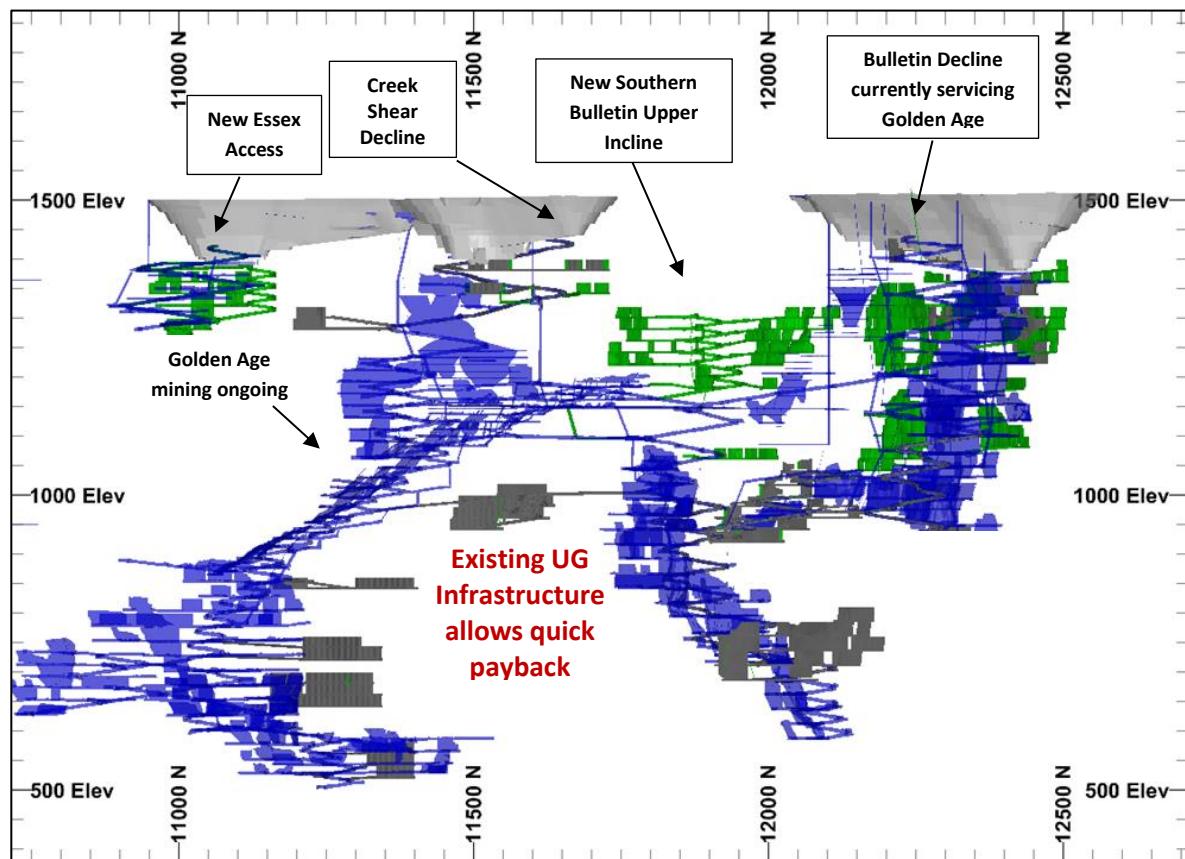 11000 N
11500 N
12000 N
12500 N
New Essex
Access
Creek
Shear
Decline
New Southern
Bulletin Upper
Incline
Bulletin Decline
currently servicing
Golden Age
1500 Elev
1500 Elev
Golden Age
mining ongoing
1000 Elev
1000 Elev
Existing UG
Infrastructure
allows quick
payback
500 Elev
500 Elev
11000 N
11500 N
12000 N
12500 N